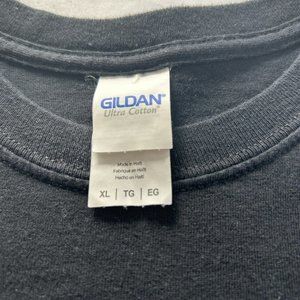 GILDAN®
Ultra Cotton®
Made in Haiti
Fabriqué en Haïti
Hecho en Haití
XL | TG | EG